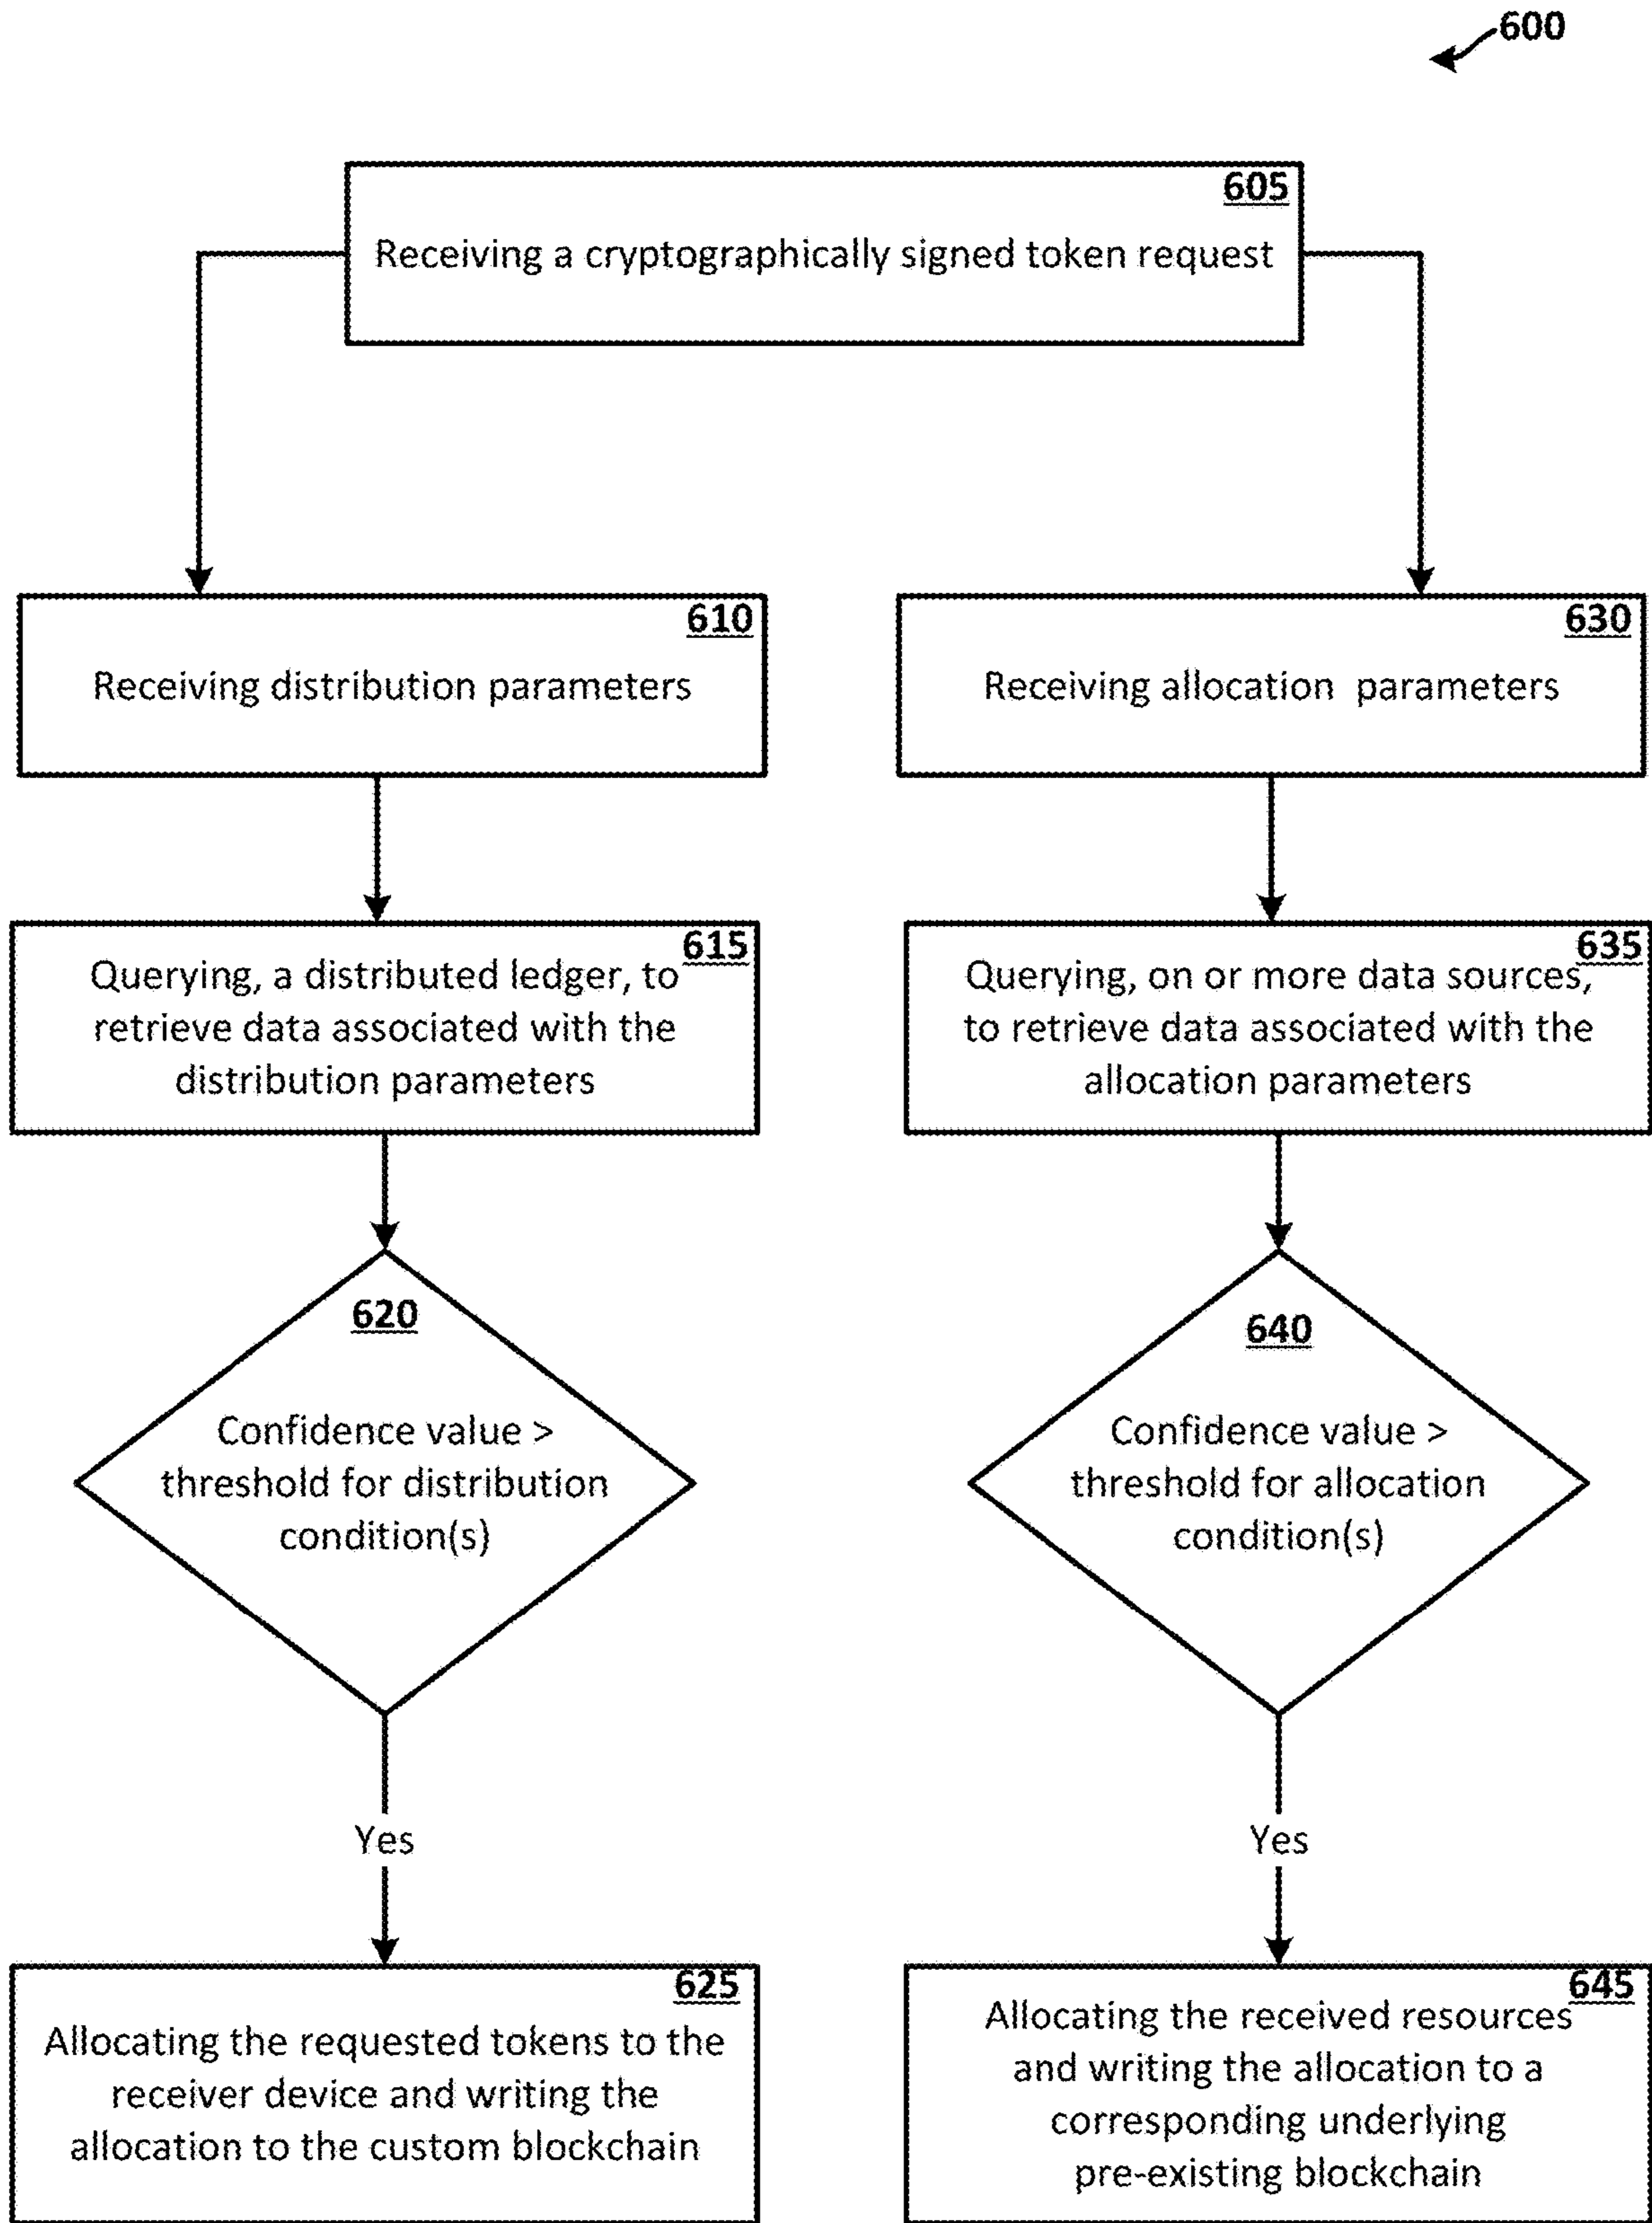 600
605
Receiving a cryptographically signed token request
610
Receiving distribution parameters
630
Receiving allocation parameters
615
Querying, a distributed ledger, to
retrieve data associated with the
distribution parameters
635
Querying, on or more data sources,
to retrieve data associated with the
allocation parameters
620
Confidence value >
threshold for distribution
condition(s)
640
Confidence value >
threshold for allocation
condition(s)
Yes
Yes
625
Allocating the requested tokens to the
receiver device and writing the
allocation to the custom blockchain
645
Allocating the received resources
and writing the allocation to a
corresponding underlying
pre-existing blockchain